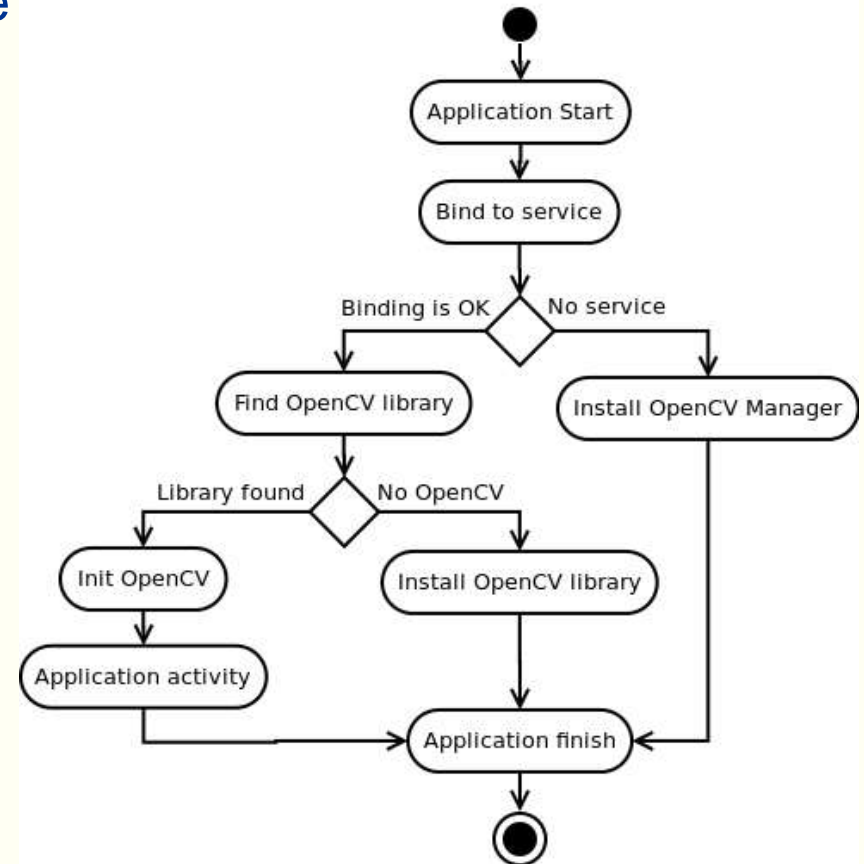 e
Application Start
Bind to service
Binding is OK
No service
Find OpenCV library
Install OpenCV Manager
Library found
No OpenCV
Init OpenCV
Install OpenCV library
Application activity
Application finish